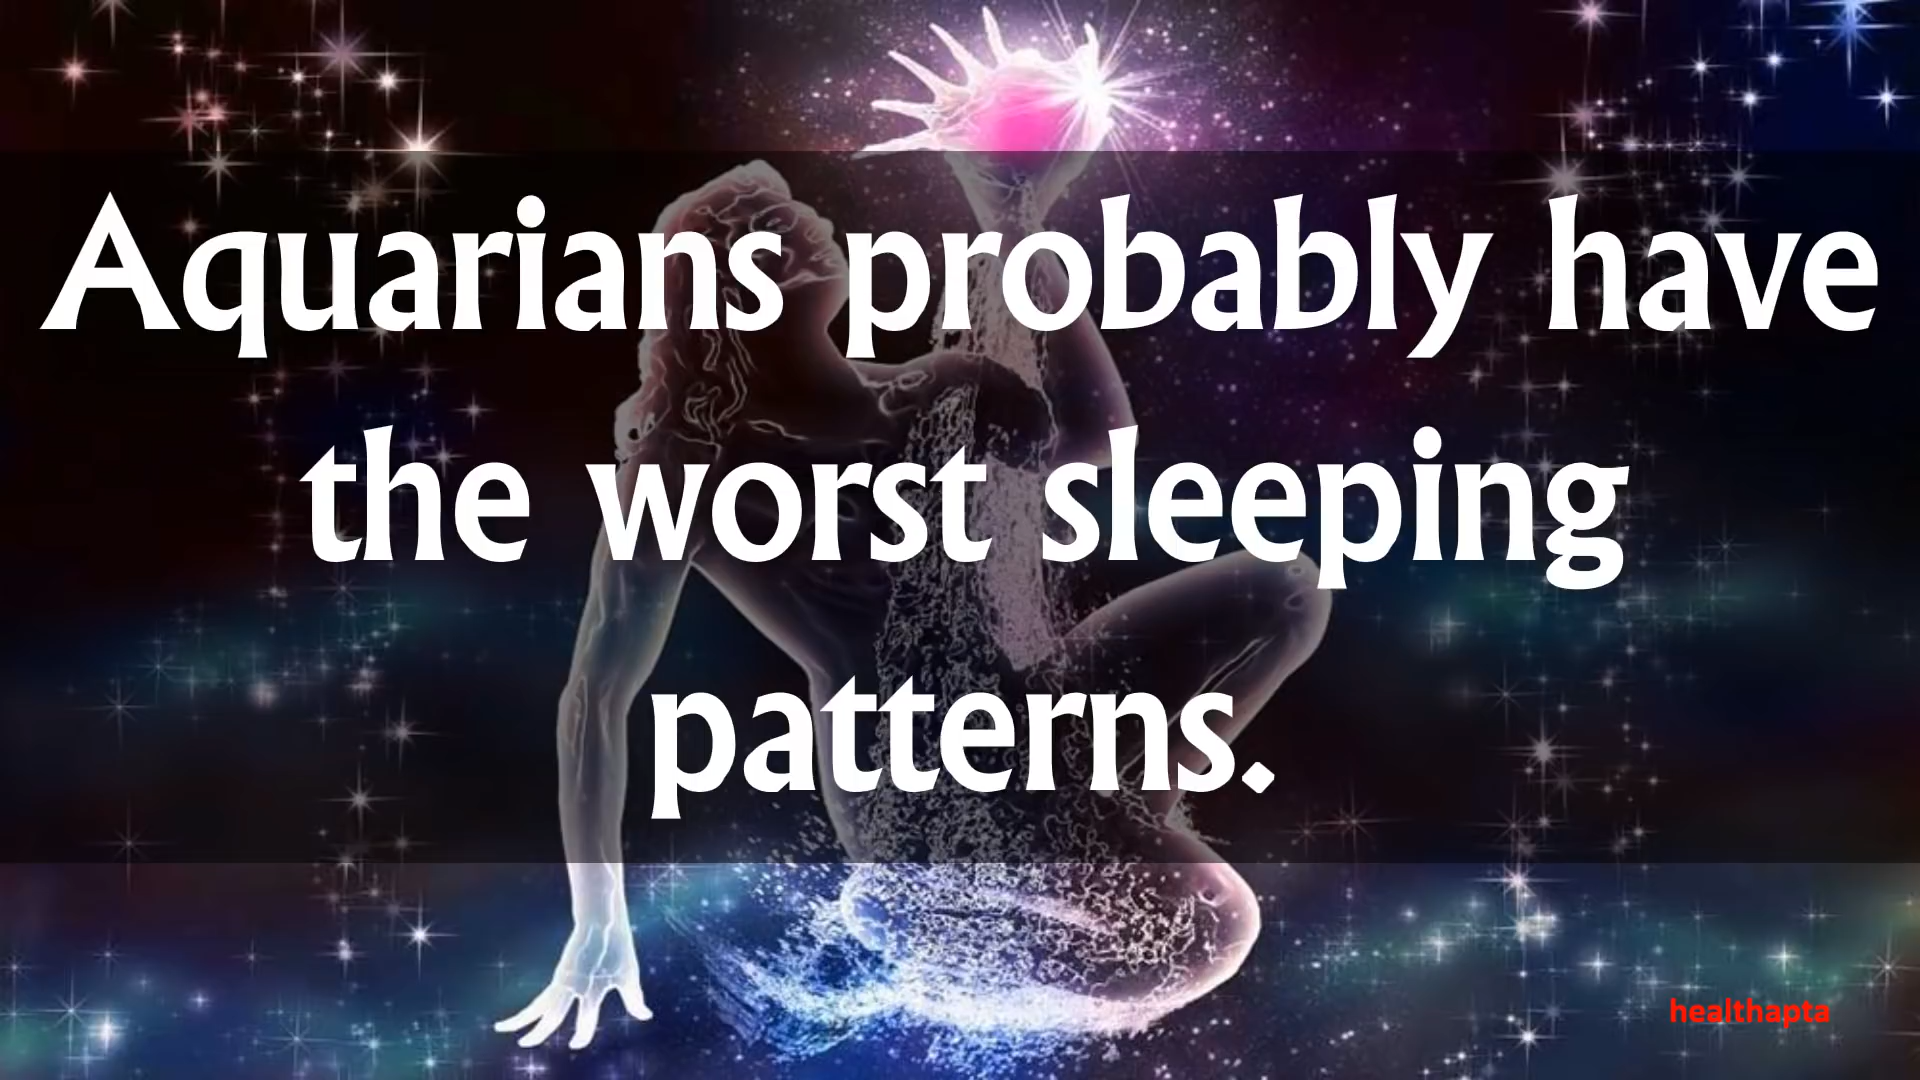 Aquarians probably have
the worst sleeping
patterns.
healthapta